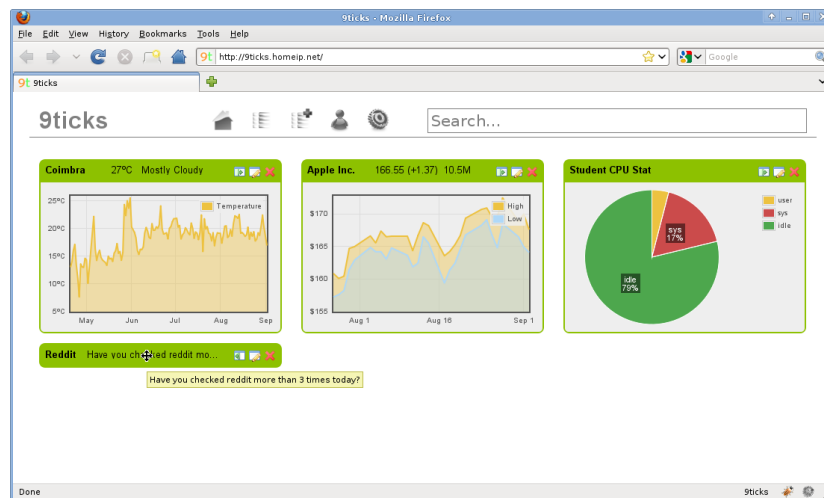 9ticks - Mozilla Firefox
File Edit View History Bookmarks Tools Help
9t http://9ticks.homeip.net/ Google
9t 9ticks
9ticks Search...
Coimbra 27ºC Mostly Cloudy
25ºC
20ºC
15ºC
10ºC
5ºC
Temperature
May Jun Jul Aug Sep
Apple Inc. 166.55 (+1.37) 10.5M
$170
$165
$160
$155
High
Low
Aug 1 Aug 16 Sep 1
Student CPU Stat
user
sys
idle
sys
17%
idle
79%
Reddit Have you checked reddit mo...
Have you checked reddit more than 3 times today?
Done 9ticks